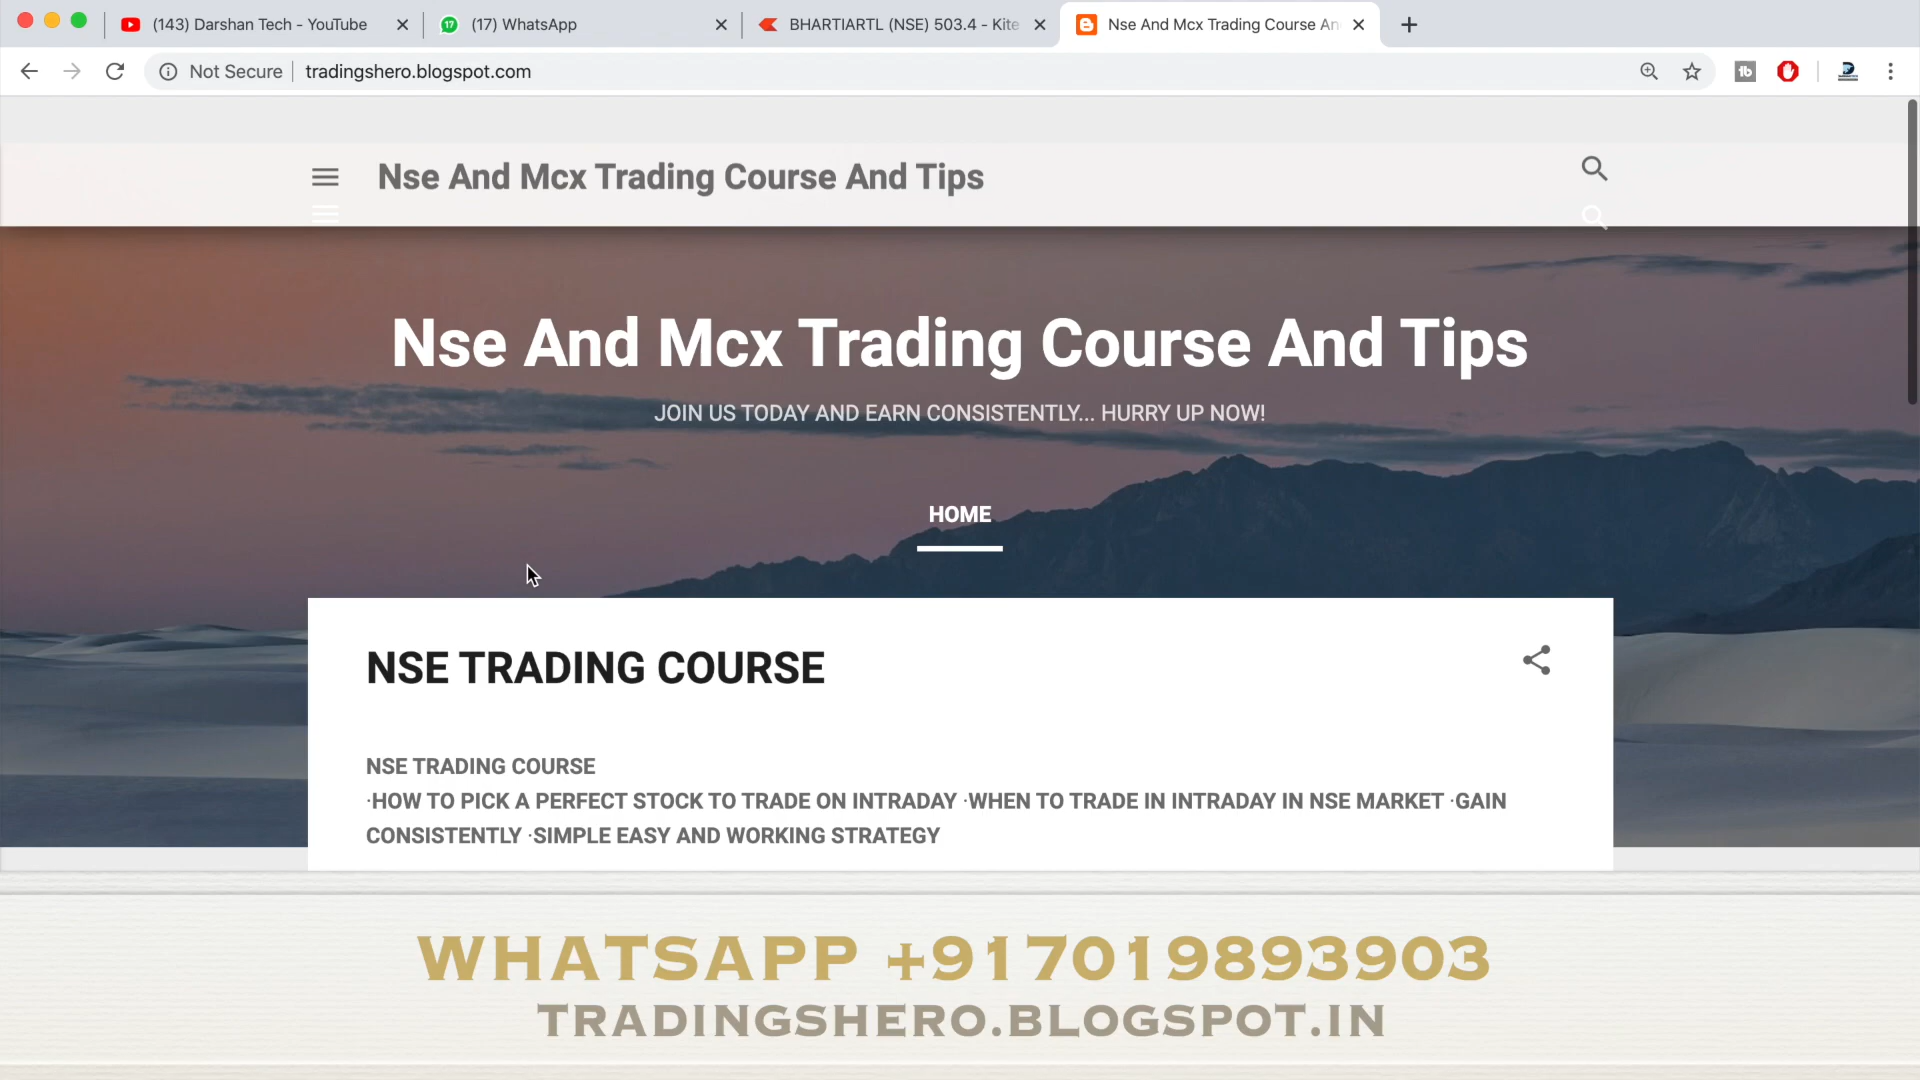 (143) Darshan Tech - YouTube
(17) WhatsApp
BHARTIARTL (NSE) 503.4 - Kite
Nse And Mcx Trading Course An
Not Secure
tradingshero.blogspot.com
Nse And Mcx Trading Course And Tips
Nse And Mcx Trading Course And Tips
JOIN US TODAY AND EARN CONSISTENTLY... HURRY UP NOW!
HOME
NSE TRADING COURSE
NSE TRADING COURSE
·HOW TO PICK A PERFECT STOCK TO TRADE ON INTRADAY ·WHEN TO TRADE IN INTRADAY IN NSE MARKET ·GAIN
CONSISTENTLY ·SIMPLE EASY AND WORKING STRATEGY
WHATSAPP +917019893903
TRADINGSHERO.BLOGSPOT.IN